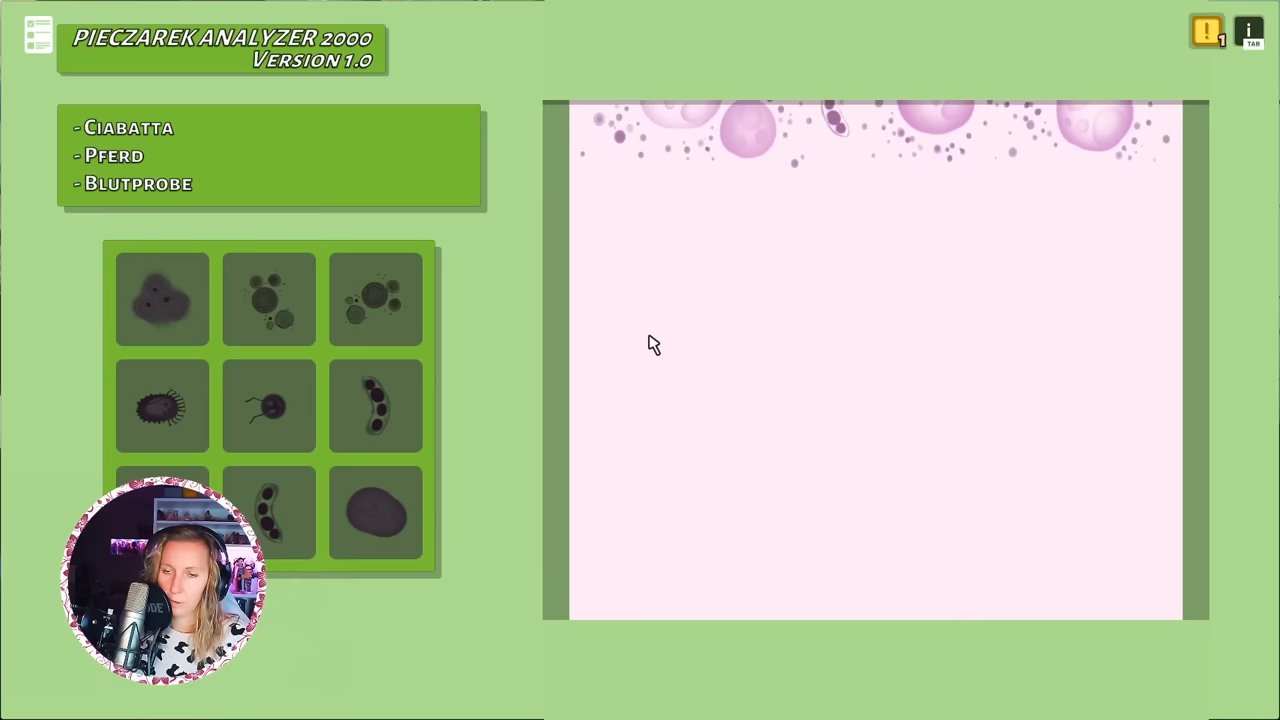 PIECZAREK ANALYZER 2000
VERSION 1.0
1
i
TAB
- CIABATTA
- PFERD
- BLUTPROBE